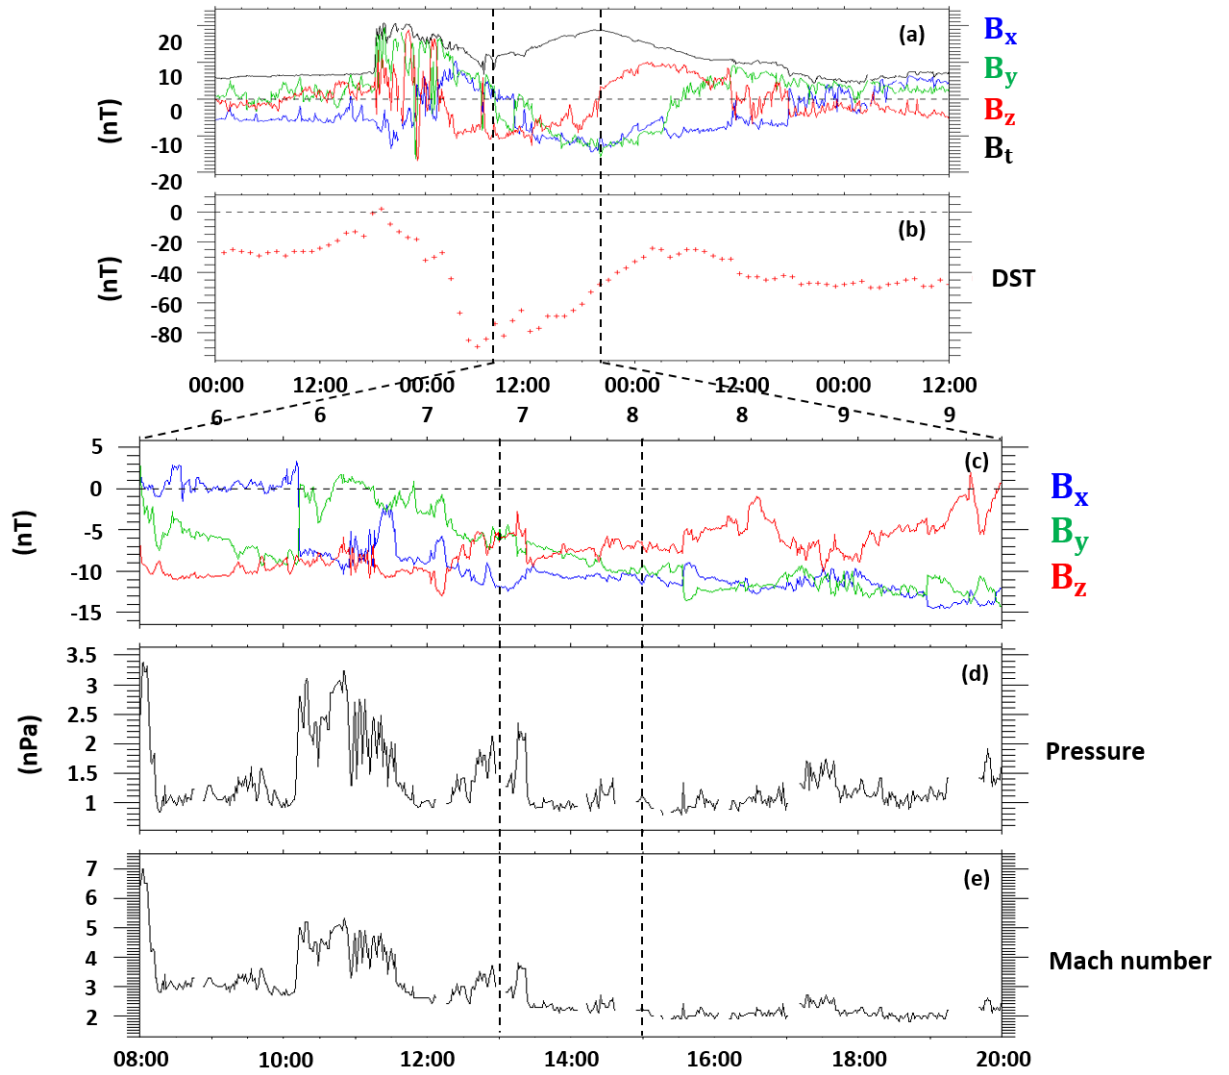 (a)
20
10
0
-10
-20
(nT)
Bx
By
Bz
Bt
(b)
0
-20
-40
-60
-80
(nT)
DST
00:00 12:00 00:00 12:00 00:00 12:00 00:00 12:00
6 6 7 7 8 8 9 9
(c)
5
0
-5
-10
-15
(nT)
Bx
By
Bz
(d)
3.5
3
2.5
2
1.5
1
(nPa)
Pressure
(e)
7
6
5
4
3
2
Mach number
08:00 10:00 12:00 14:00 16:00 18:00 20:00